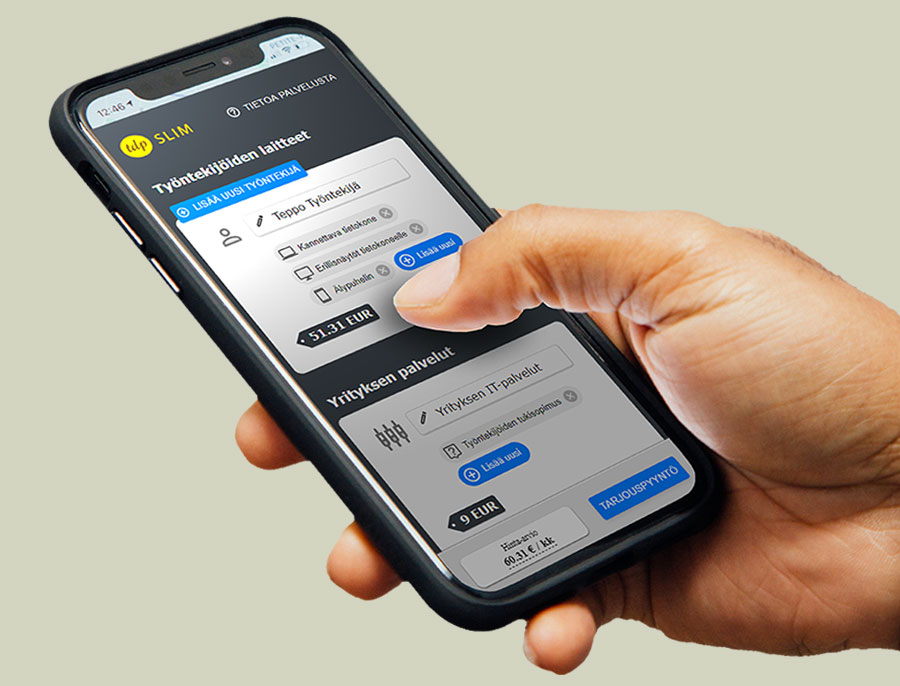 12:46
tdp SLIM
TIETOA PALVELUSTA
Työntekijöiden laitteet
LISÄÄ UUSI TYÖNTEKIJÄ
Teppo Työntekijä
Kannettava tietokone
Erillisnäytöt tietokoneelle
Älypuhelin
Lisää uusi
51.31 EUR
Yrityksen palvelut
Yrityksen IT-palvelut
Työntekijöiden tukisopimus
Lisää uusi
9 EUR
Hinta-arvio
60.31 € / kk
TARJOUSPYYNTÖ